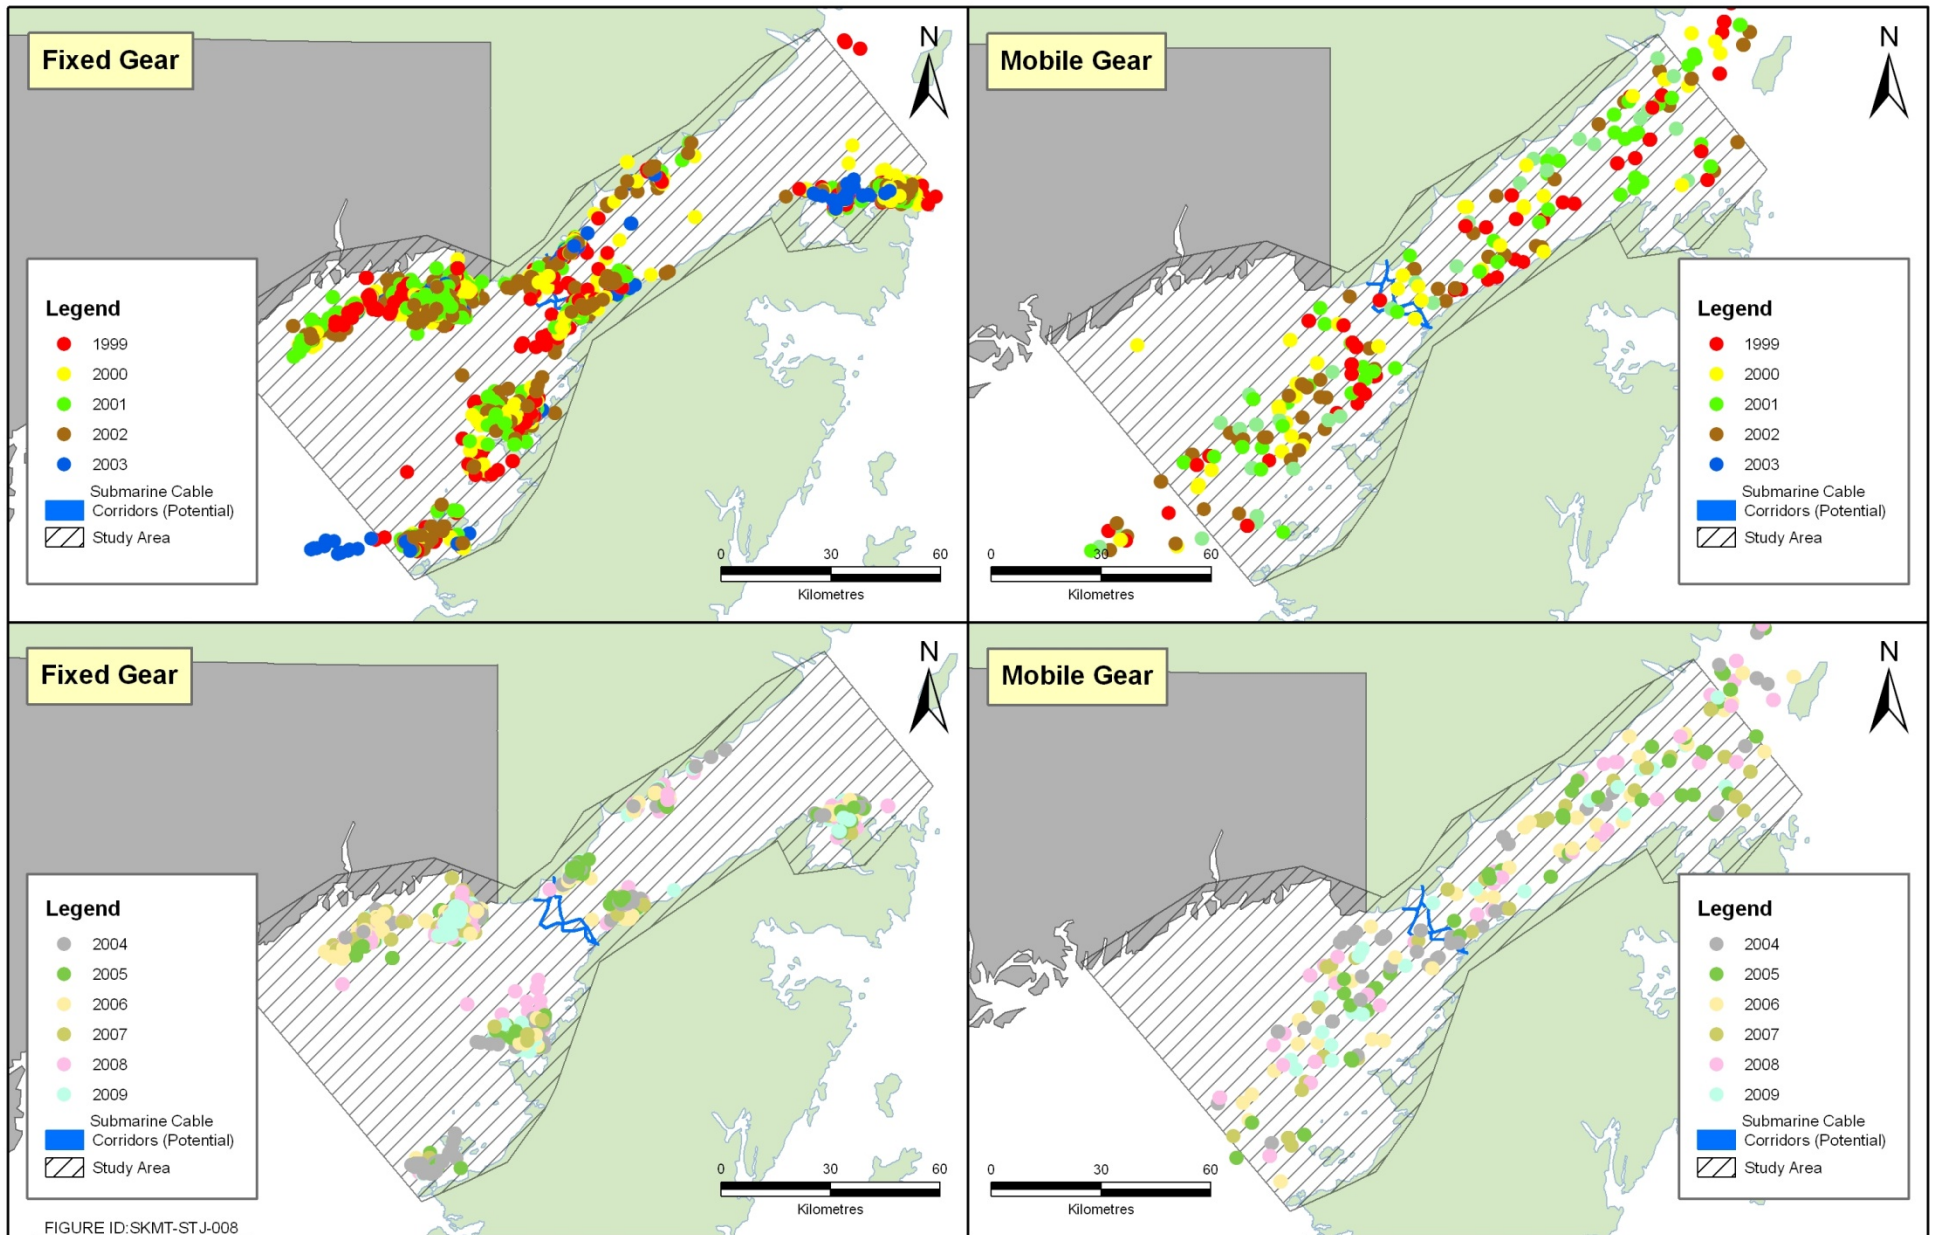 Fixed Gear
N
Legend
1999
2000
2001
2002
2003
Submarine Cable
Corridors (Potential)
Study Area
0 30 60
Kilometres
Mobile Gear
N
Legend
1999
2000
2001
2002
2003
Submarine Cable
Corridors (Potential)
Study Area
0 30 60
Kilometres
Fixed Gear
N
Legend
2004
2005
2006
2007
2008
2009
Submarine Cable
Corridors (Potential)
Study Area
0 30 60
Kilometres
FIGURE ID:SKMT-STJ-008
Mobile Gear
N
Legend
2004
2005
2006
2007
2008
2009
Submarine Cable
Corridors (Potential)
Study Area
0 30 60
Kilometres